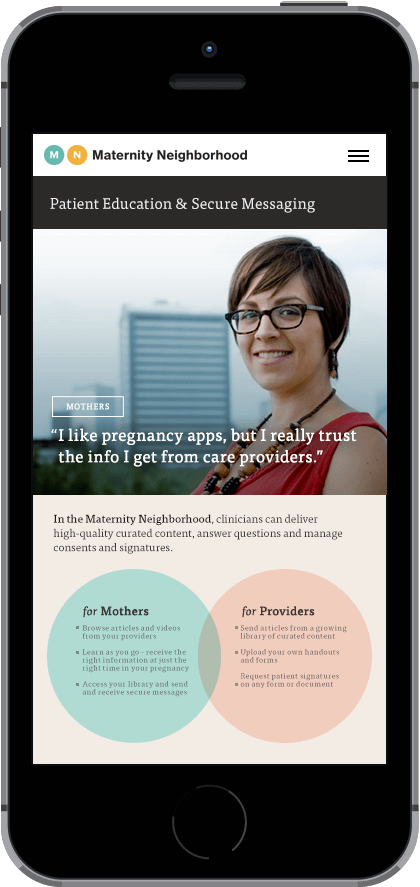 M N Maternity Neighborhood
Patient Education & Secure Messaging
MOTHERS
“I like pregnancy apps, but I really trust
the info I get from care providers.”
In the Maternity Neighborhood, clinicians can deliver
high-quality curated content, answer questions and manage
consents and signatures.
for Mothers
Browse articles and videos
from your providers
Learn as you go - receive the
right information at just the
right time in your pregnancy
Access your library and send
and receive secure messages
for Providers
Send articles from a growing
library of curated content
Upload your own handouts
and forms
Request patient signatures
on any form or document